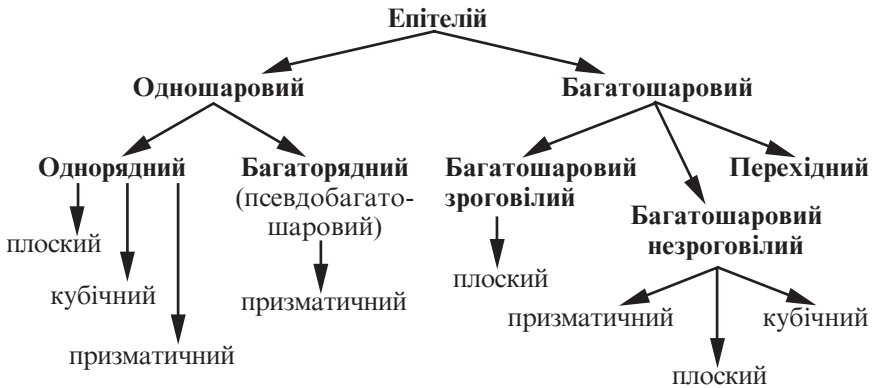 Епітелій
Одношаровий
Багатошаровий
Однорядний
Багаторядний
(псевдобагато-
шаровий)
Багатошаровий
зроговілий
Перехідний
Багатошаровий
незроговілий
плоский
кубічний
призматичний
призматичний
плоский
призматичний
кубічний
плоский